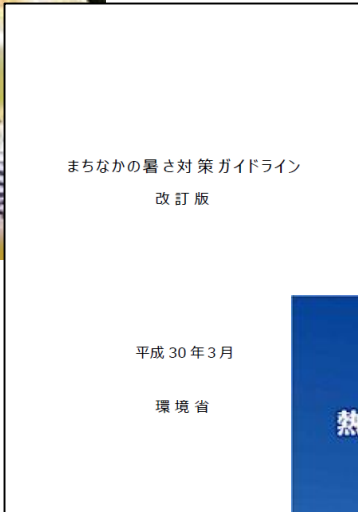 まちなかの暑さ対策ガイドライン
改訂版
平成30年3月
環境省
熱